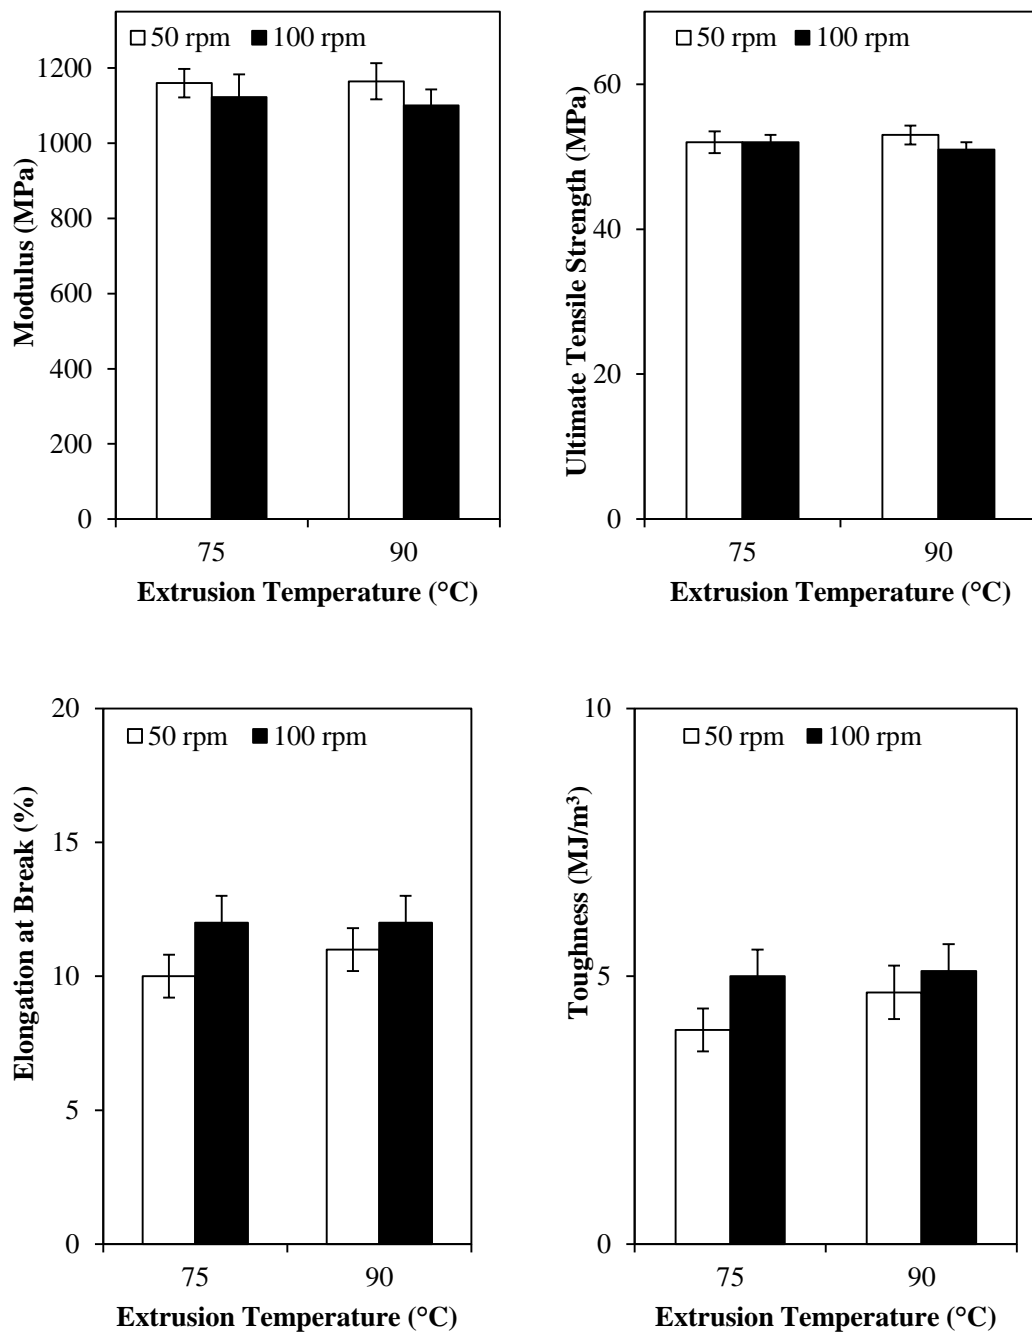 50 rpm 100 rpm
1200
1000
800
600
400
200
0
Modulus (MPa)
75 90
Extrusion Temperature (°C)
50 rpm 100 rpm
60
40
20
0
Ultimate Tensile Strength (MPa)
75 90
Extrusion Temperature (°C)
20
50 rpm 100 rpm
15
10
5
0
Elongation at Break (%)
75 90
Extrusion Temperature (°C)
10
50 rpm 100 rpm
5
0
Toughness (MJ/m³)
75 90
Extrusion Temperature (°C)